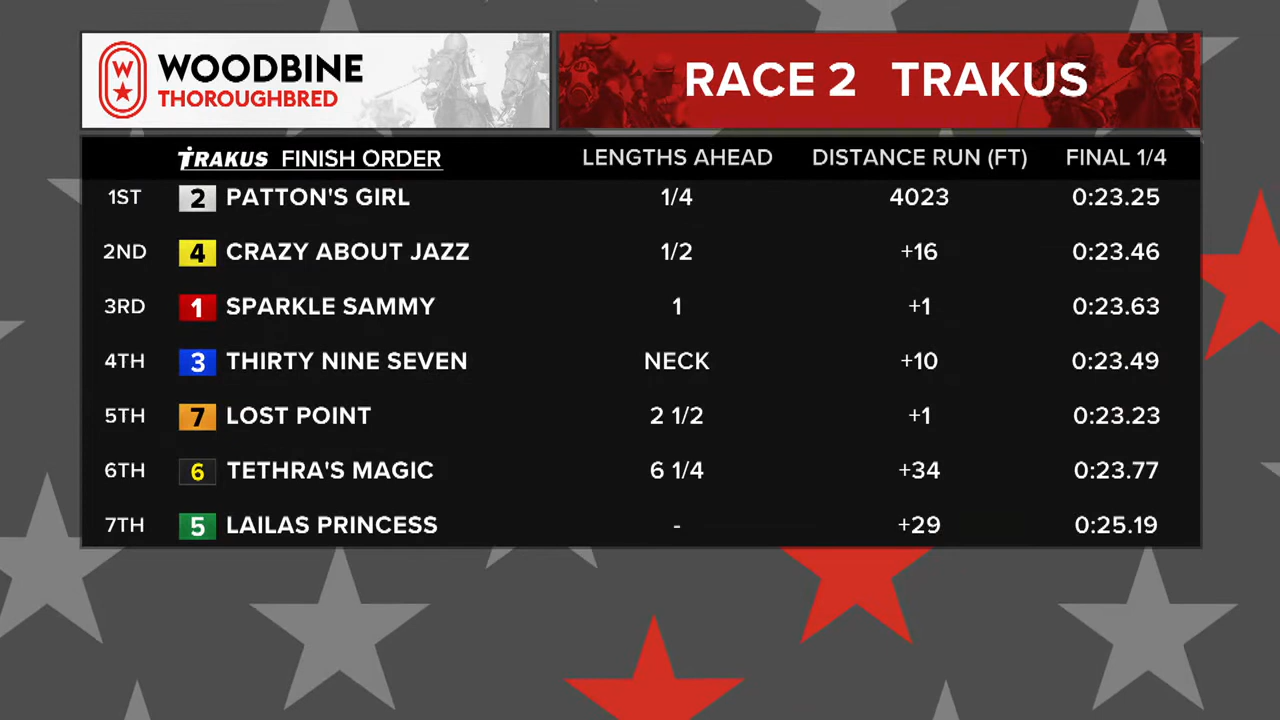 W
WOODBINE
THOROUGHBRED
RACE 2 TRAKUS
TRAKUS FINISH ORDER LENGTHS AHEAD DISTANCE RUN (FT) FINAL 1/4
1ST 2 PATTON'S GIRL 1/4 4023 0:23.25
2ND 4 CRAZY ABOUT JAZZ 1/2 +16 0:23.46
3RD 1 SPARKLE SAMMY 1 +1 0:23.63
4TH 3 THIRTY NINE SEVEN NECK +10 0:23.49
5TH 7 LOST POINT 2 1/2 +1 0:23.23
6TH 6 TETHRA'S MAGIC 6 1/4 +34 0:23.77
7TH 5 LAILAS PRINCESS - +29 0:25.19